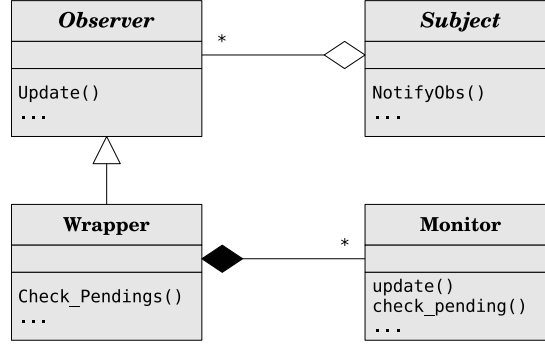 Observer
Subject
*
Update()
...
NotifyObs()
...
Wrapper
Monitor
*
Check_Pendings()
...
update()
check_pending()
...